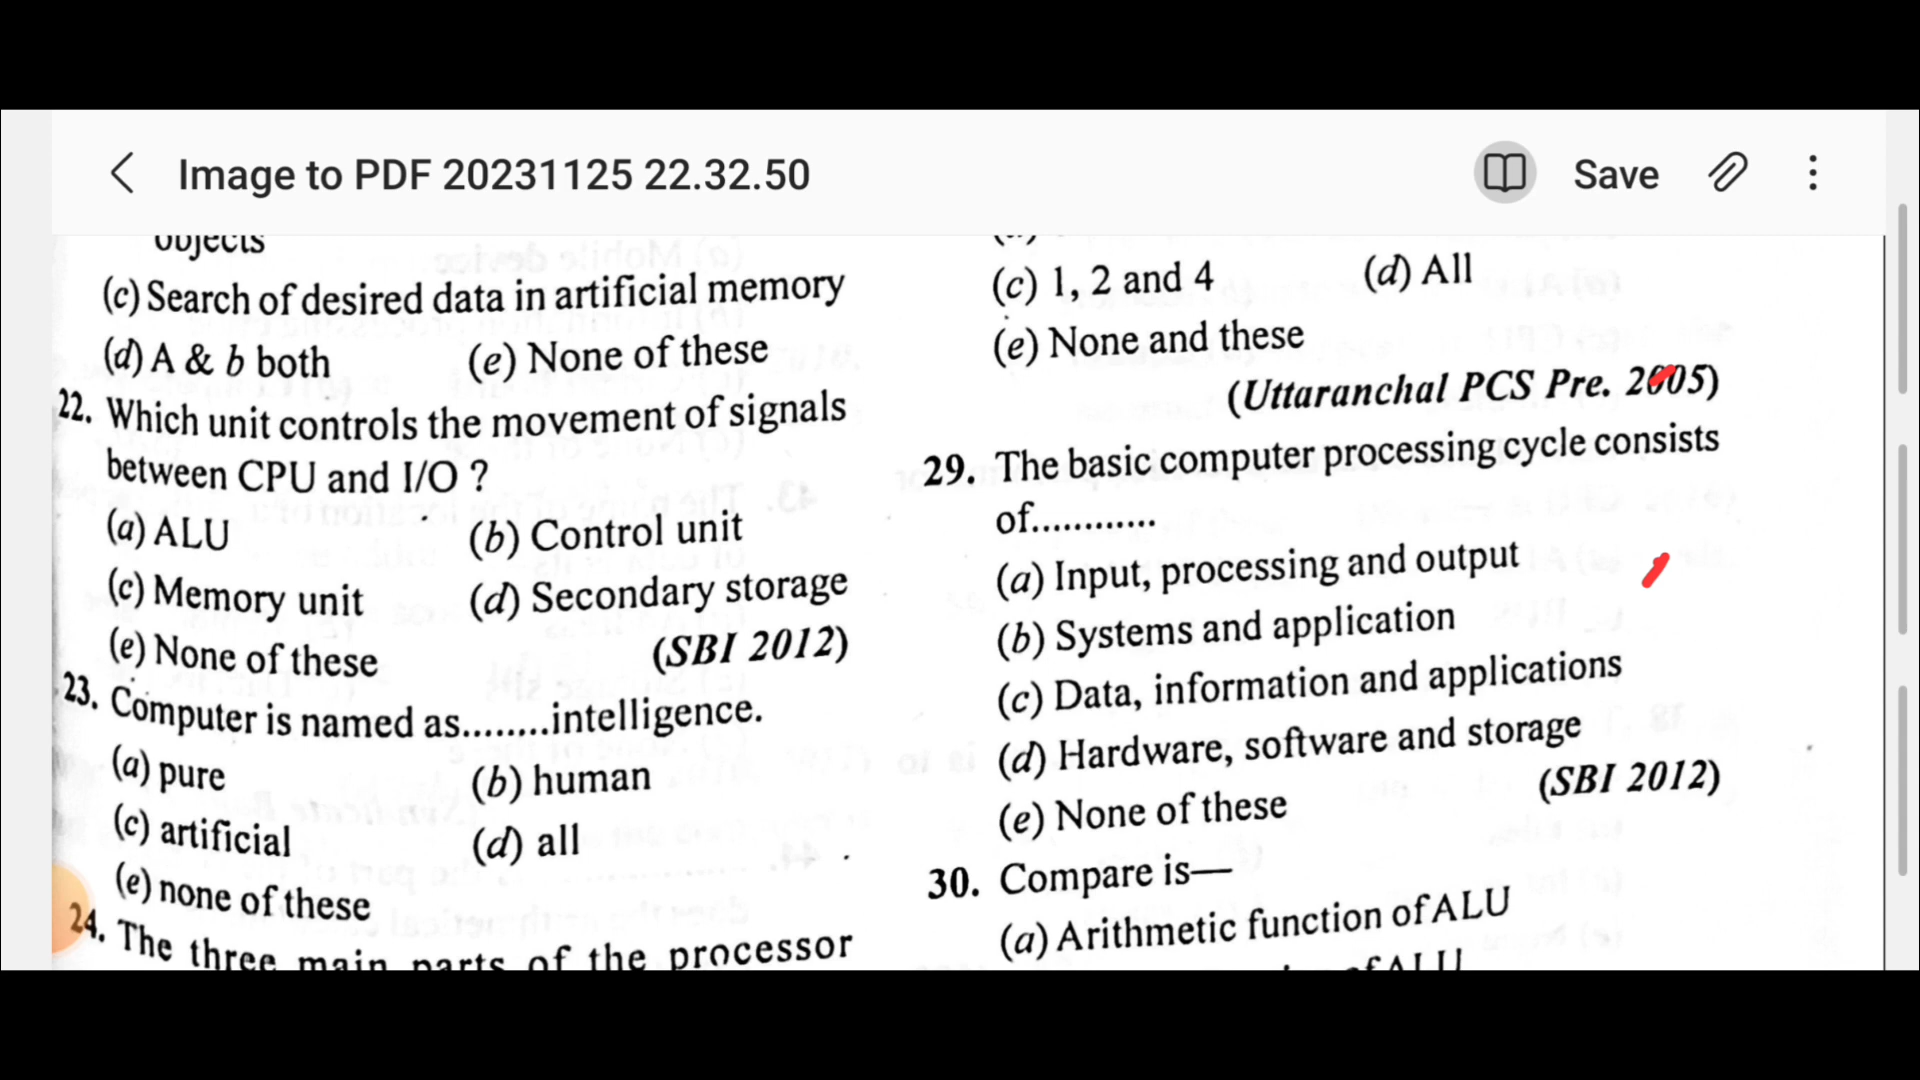 Image to PDF 20231125 22.32.50
Save
objects
(c) Search of desired data in artificial memory
(d) A & b both (e) None of these
22. Which unit controls the movement of signals
between CPU and I/O ?
(a) ALU (b) Control unit
(c) Memory unit (d) Secondary storage
(e) None of these (SBI 2012)
23. Computer is named as........intelligence.
(a) pure (b) human
(c) artificial (d) all
(e) none of these
24. The three main parts of the processor
(c) 1, 2 and 4 (d) All
(e) None and these
(Uttaranchal PCS Pre. 2005)
29. The basic computer processing cycle consists
of............
(a) Input, processing and output
(b) Systems and application
(c) Data, information and applications
(d) Hardware, software and storage
(e) None of these (SBI 2012)
30. Compare is—
(a) Arithmetic function of ALU
of ALU